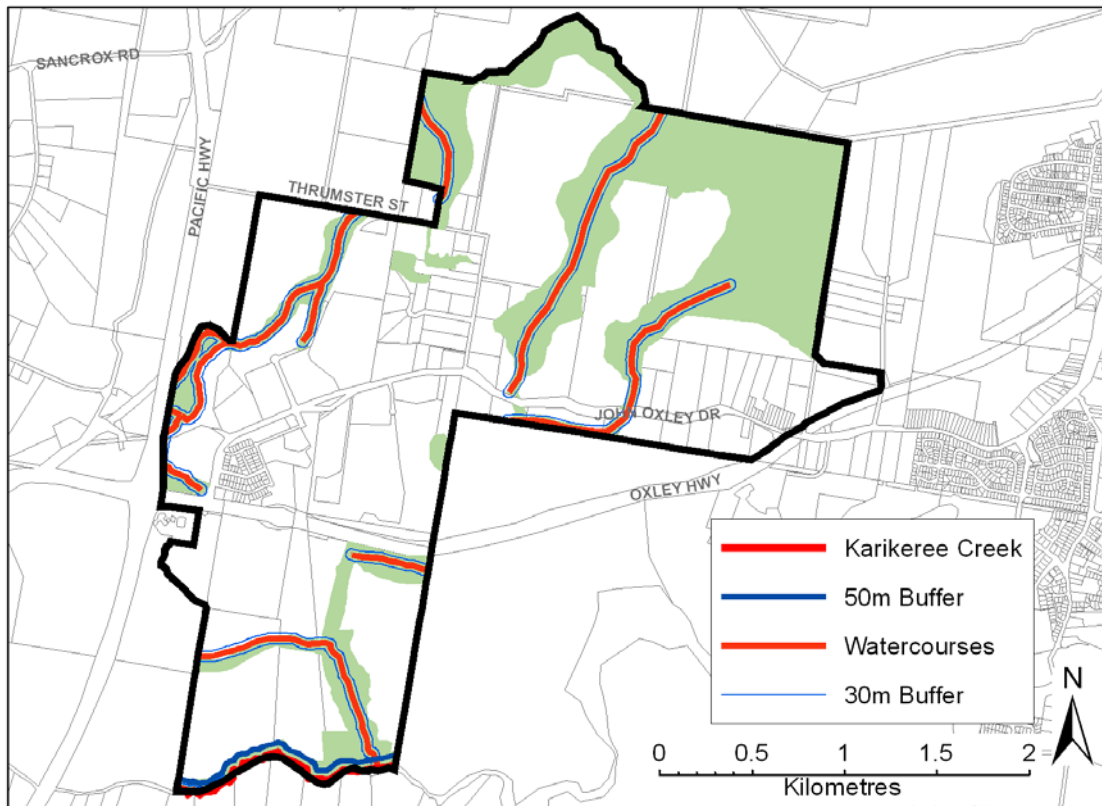 SANCROX RD
PACIFIC HWY
THRUMSTER ST
JOHN OXLEY DR
OXLEY HWY
Karikeree Creek
50m Buffer
Watercourses
30m Buffer
N
0 0.5 1 1.5 2
Kilometres